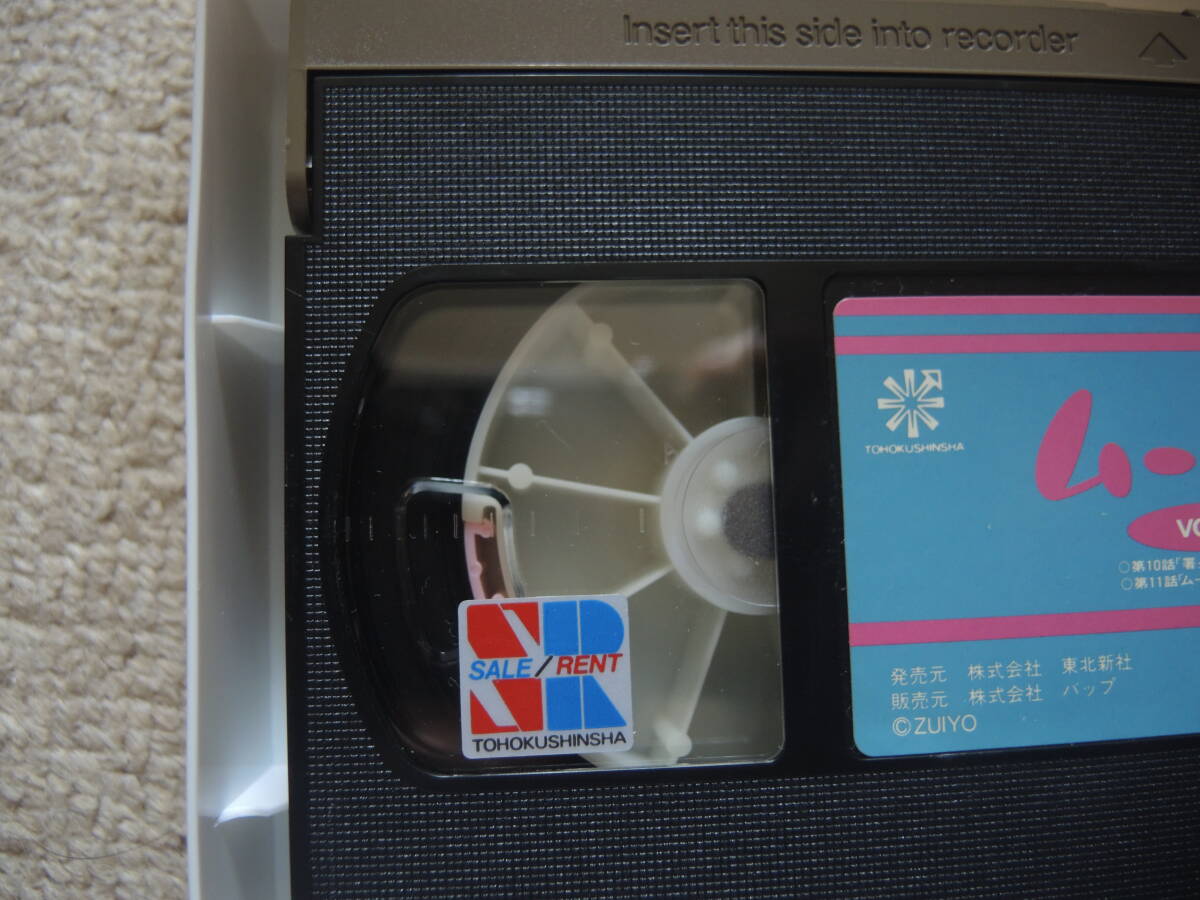 Insert this side into recorder
TOHOKUSHINSHA
ムー
VO
○第10話「署
○第11話「ムー
発売元 株式会社 東北新社
販売元 株式会社 バップ
©ZUIYO
SALE/RENT
TOHOKUSHINSHA